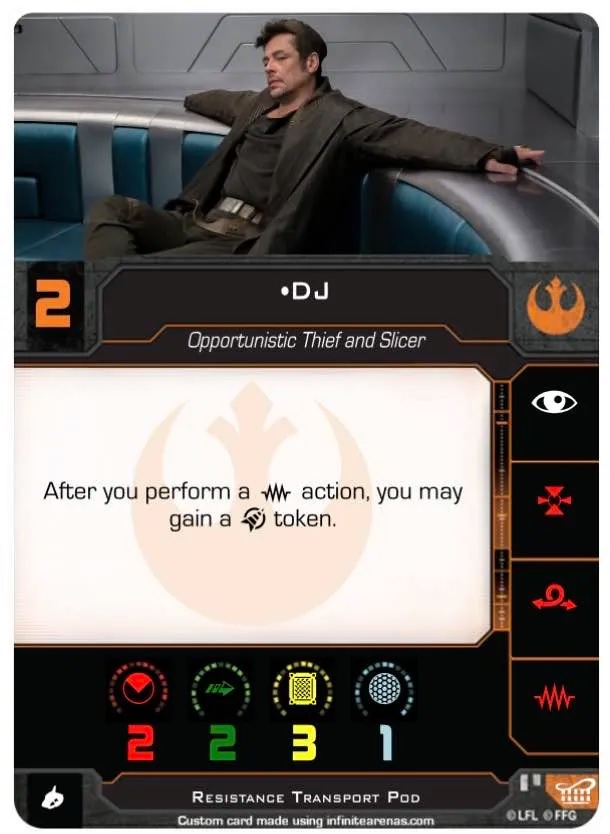 2
•DJ
Opportunistic Thief and Slicer
After you perform a action, you may
gain a token.
2 2 3 1
Resistance Transport Pod
©LFL ©FFG
Custom card made using infinitearenas.com